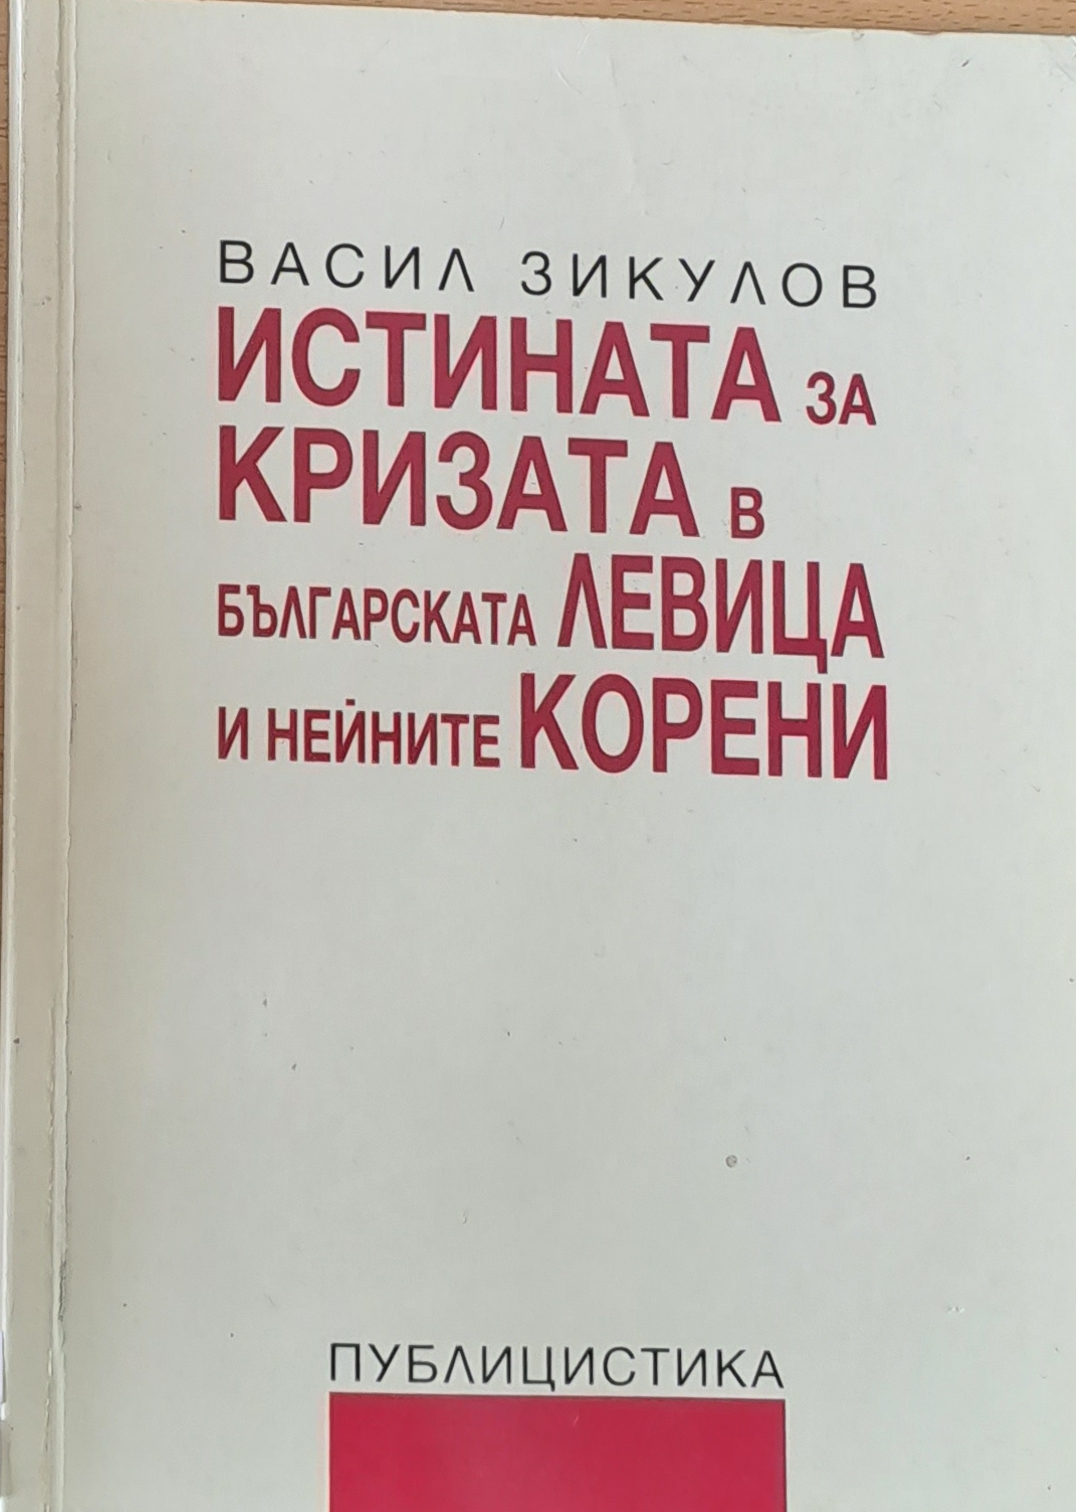 ВАСИЛ ЗИКУЛОВ
ИСТИНАТА ЗА
КРИЗАТА В
БЪЛГАРСКАТА ЛЕВИЦА
И НЕЙНИТЕ КОРЕНИ
ПУБЛИЦИСТИКА